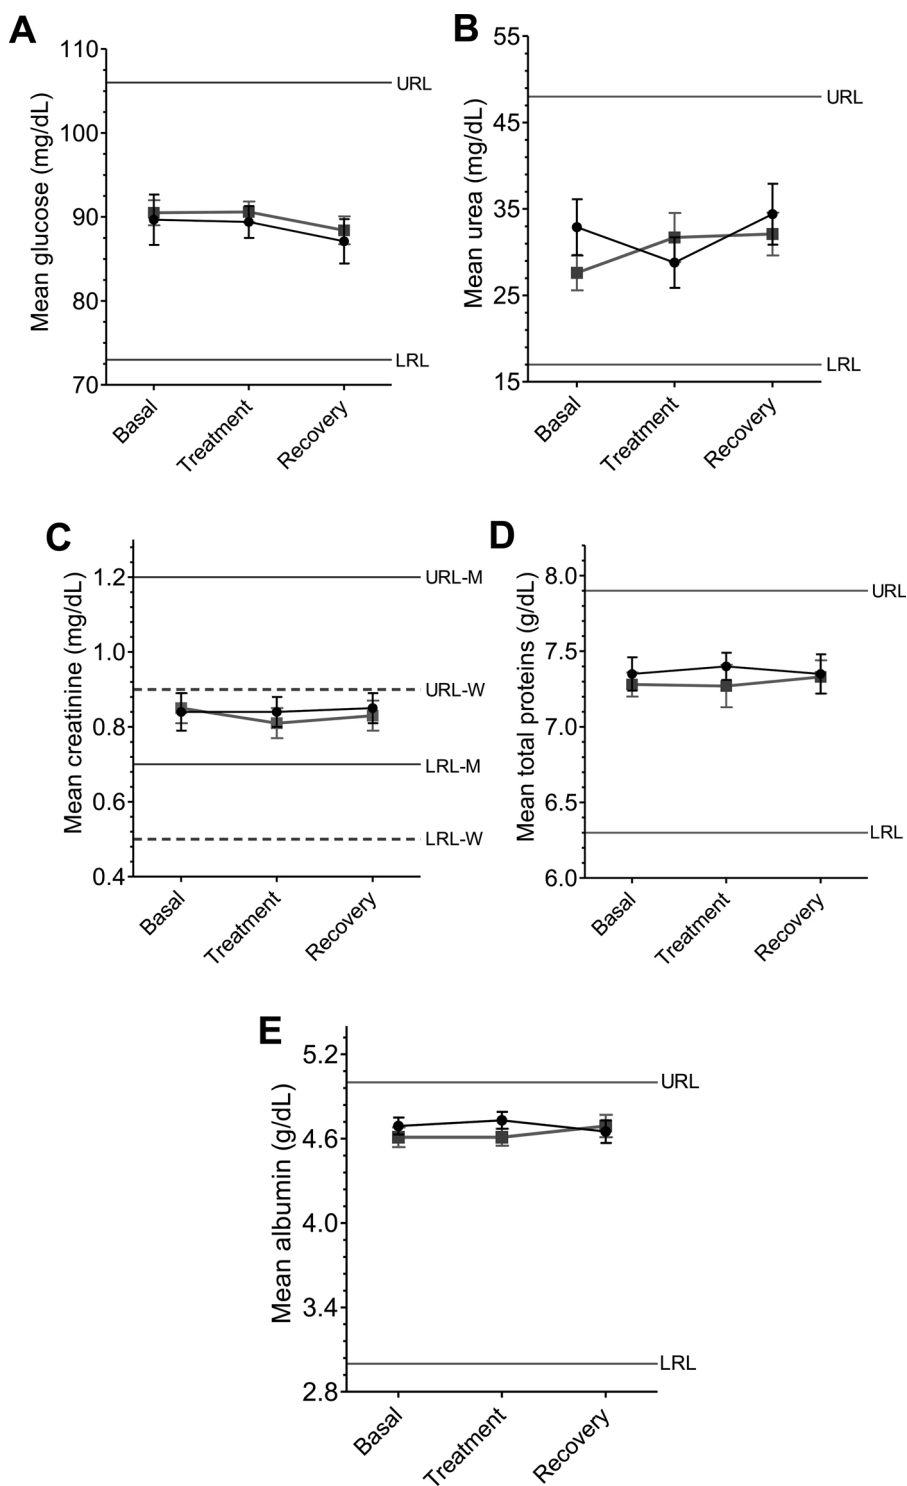 A
Mean glucose (mg/dL)
110
100
90
80
70
URL
LRL
Basal
Treatment
Recovery
B
Mean urea (mg/dL)
55
45
35
25
15
URL
LRL
Basal
Treatment
Recovery
C
Mean creatinine (mg/dL)
1.2
1.0
0.8
0.6
0.4
URL-M
URL-W
LRL-M
LRL-W
Basal
Treatment
Recovery
D
Mean total proteins (g/dL)
8.0
7.5
7.0
6.5
6.0
URL
LRL
Basal
Treatment
Recovery
E
Mean albumin (g/dL)
5.2
4.6
4.0
3.4
2.8
URL
LRL
Basal
Treatment
Recovery